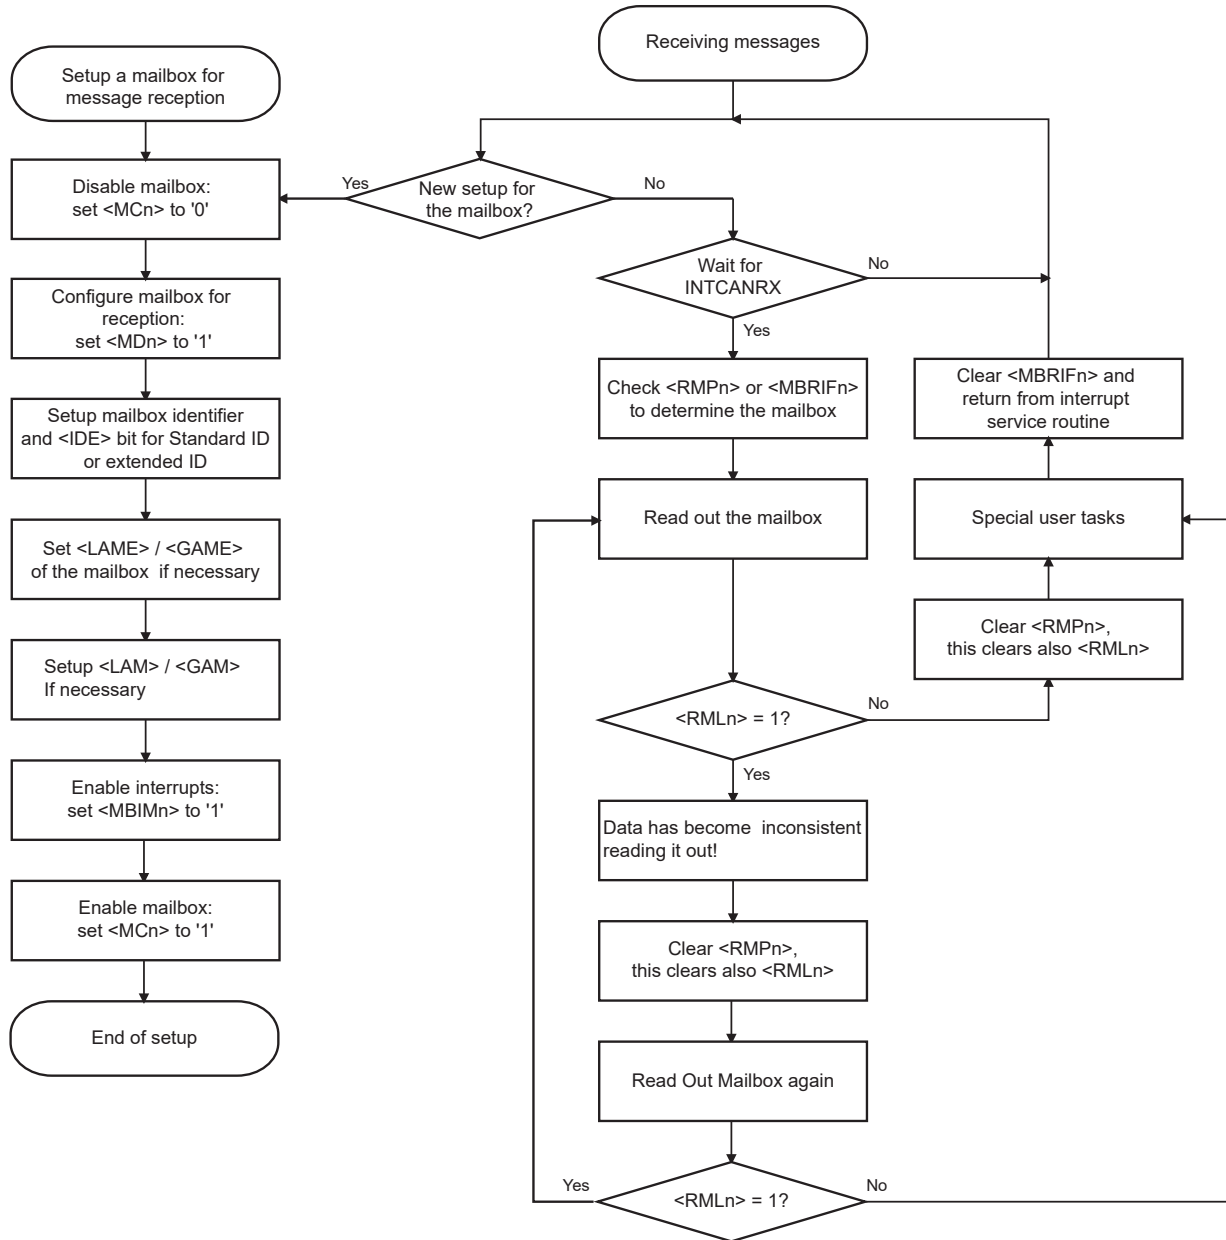 Setup a mailbox for
message reception
Disable mailbox:
set <MCn> to '0'
Configure mailbox for
reception:
set <MDn> to '1'
Setup mailbox identifier
and <IDE> bit for Standard ID
or extended ID
Set <LAME> / <GAME>
of the mailbox if necessary
Setup <LAM> / <GAM>
If necessary
Enable interrupts:
set <MBIMn> to '1'
Enable mailbox:
set <MCn> to '1'
End of setup
Receiving messages
Yes
New setup for
the mailbox?
No
Wait for
INTCANRX
No
Yes
Check <RMPn> or <MBRIFn>
to determine the mailbox
Read out the mailbox
<RMLn> = 1?
No
Yes
Data has become inconsistent
reading it out!
Clear <RMPn>,
this clears also <RMLn>
Read Out Mailbox again
Yes
<RMLn> = 1?
No
Clear <MBRIFn> and
return from interrupt
service routine
Special user tasks
Clear <RMPn>,
this clears also <RMLn>